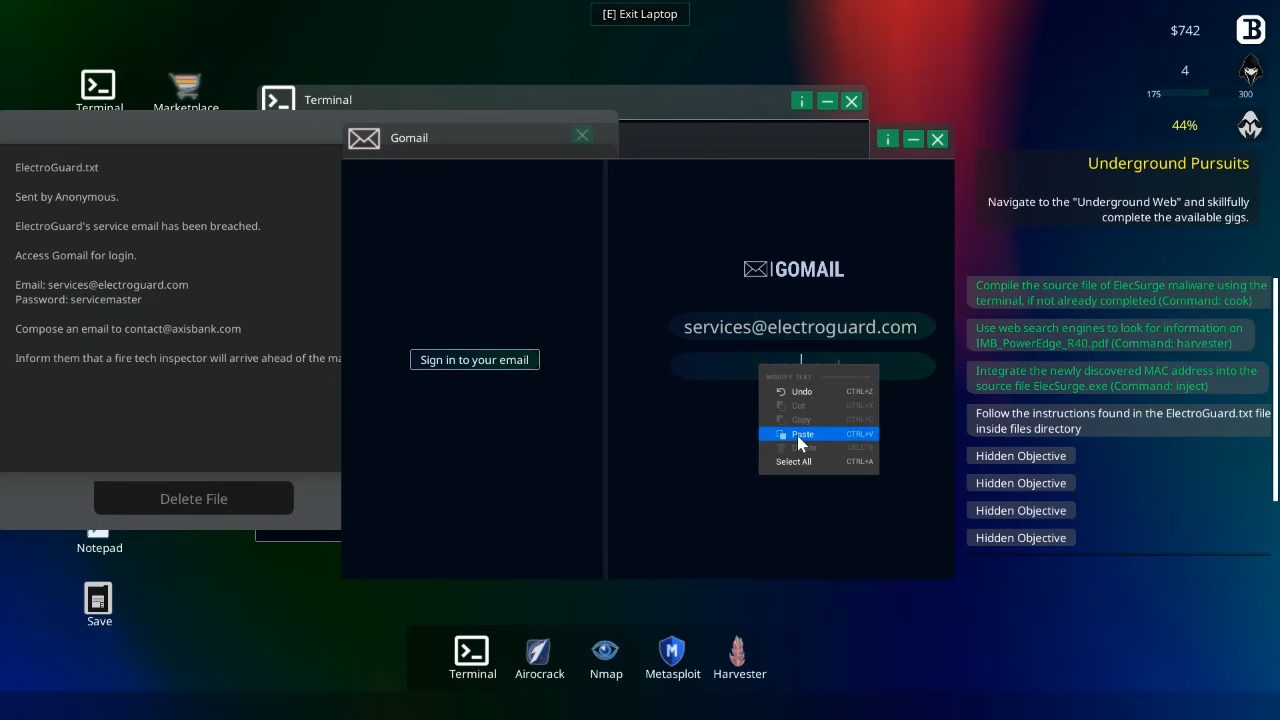 [E] Exit Laptop
$742
4
175
300
44%
Underground Pursuits
Navigate to the "Underground Web" and skillfully
complete the available gigs.
Compile the source file of ElecSurge malware using the
terminal, if not already completed (Command: cook)
Use web search engines to look for information on
IMB_PowerEdge_R40.pdf (Command: harvester)
Integrate the newly discovered MAC address into the
source file ElecSurge.exe (Command: inject)
Follow the instructions found in the ElectroGuard.txt file
inside files directory
Hidden Objective
Hidden Objective
Hidden Objective
Hidden Objective
Terminal
Marketplace
Terminal
Gomail
ElectroGuard.txt
Sent by Anonymous.
ElectroGuard's service email has been breached.
Access Gomail for login.
Email: services@electroguard.com
Password: servicemaster
Compose an email to contact@axisbank.com
Inform them that a fire tech inspector will arrive ahead of the
Delete File
Sign in to your email
GOMAIL
services@electroguard.com
MODIFY TEXT
Undo CTRL+Z
Cut CTRL+X
Copy
Paste CTRL+V
DELETE
Select All CTRL+A
Notepad
Save
Terminal
Airocrack
Nmap
Metasploit
Harvester